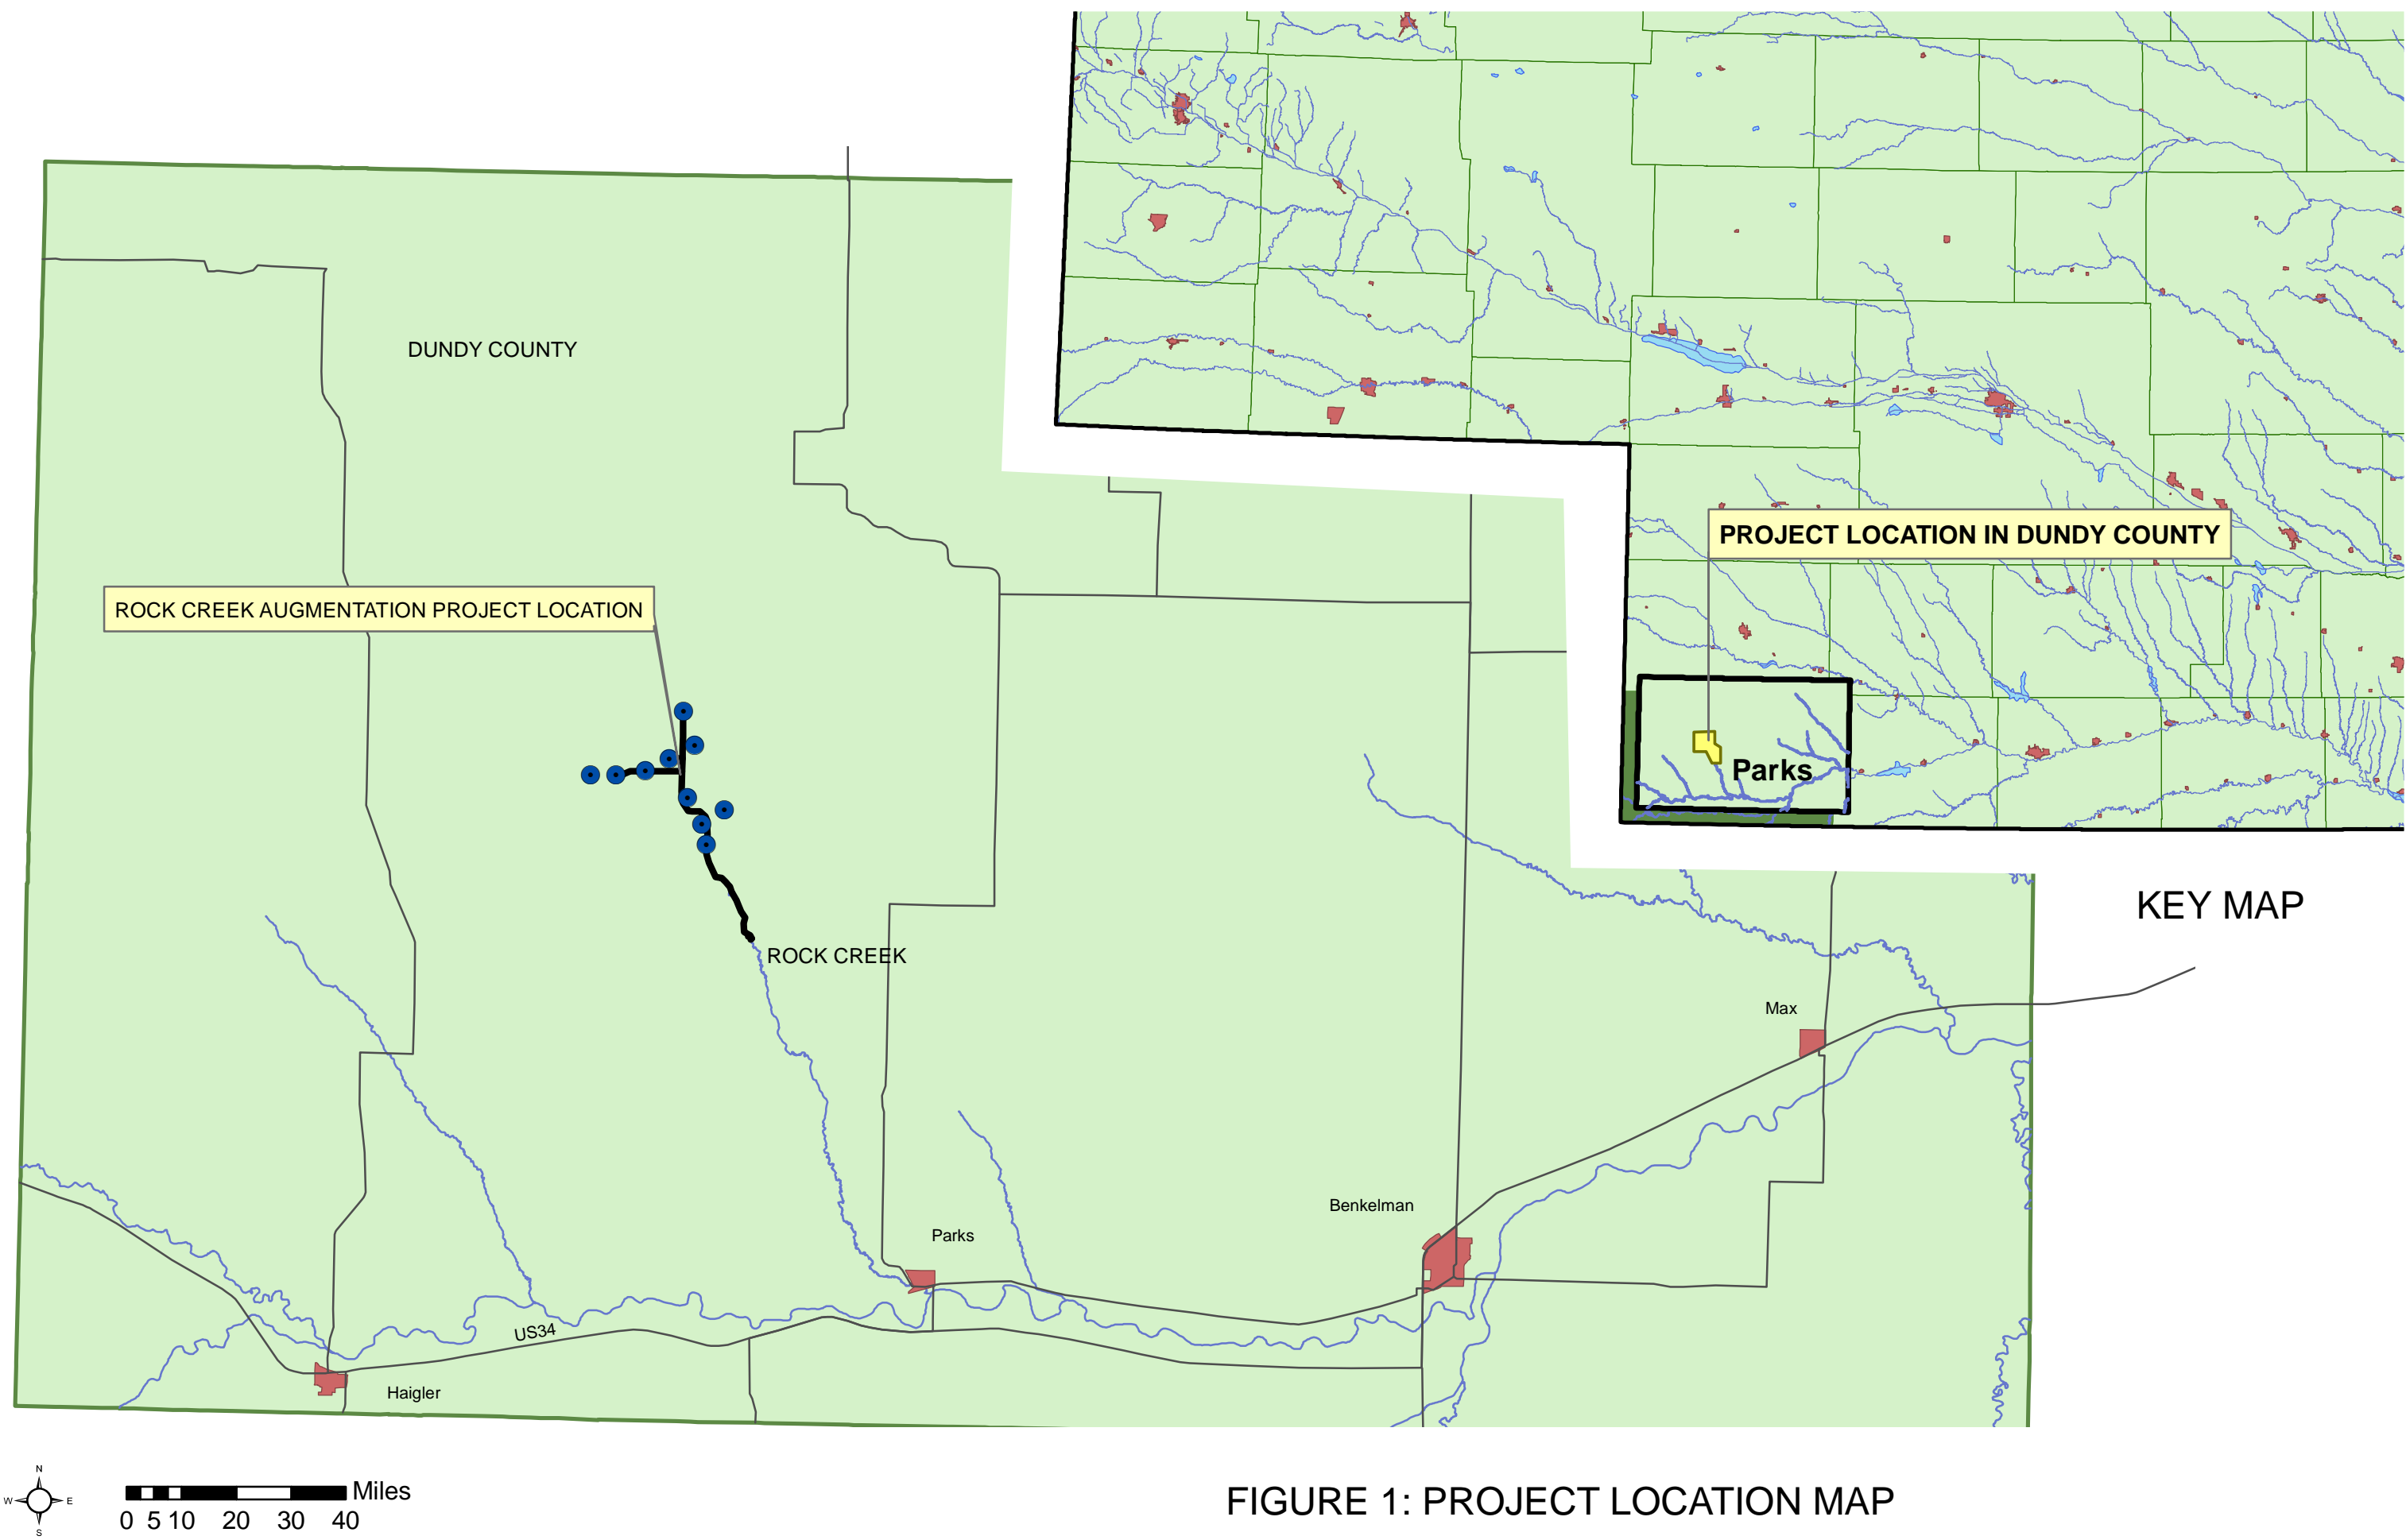 DUNDY COUNTY
PROJECT LOCATION IN DUNDY COUNTY
ROCK CREEK AUGMENTATION PROJECT LOCATION
Parks
KEY MAP
ROCK CREEK
Max
Benkelman
Parks
US34
Haigler
N
W E
S
Miles
0 5 10 20 30 40
FIGURE 1: PROJECT LOCATION MAP